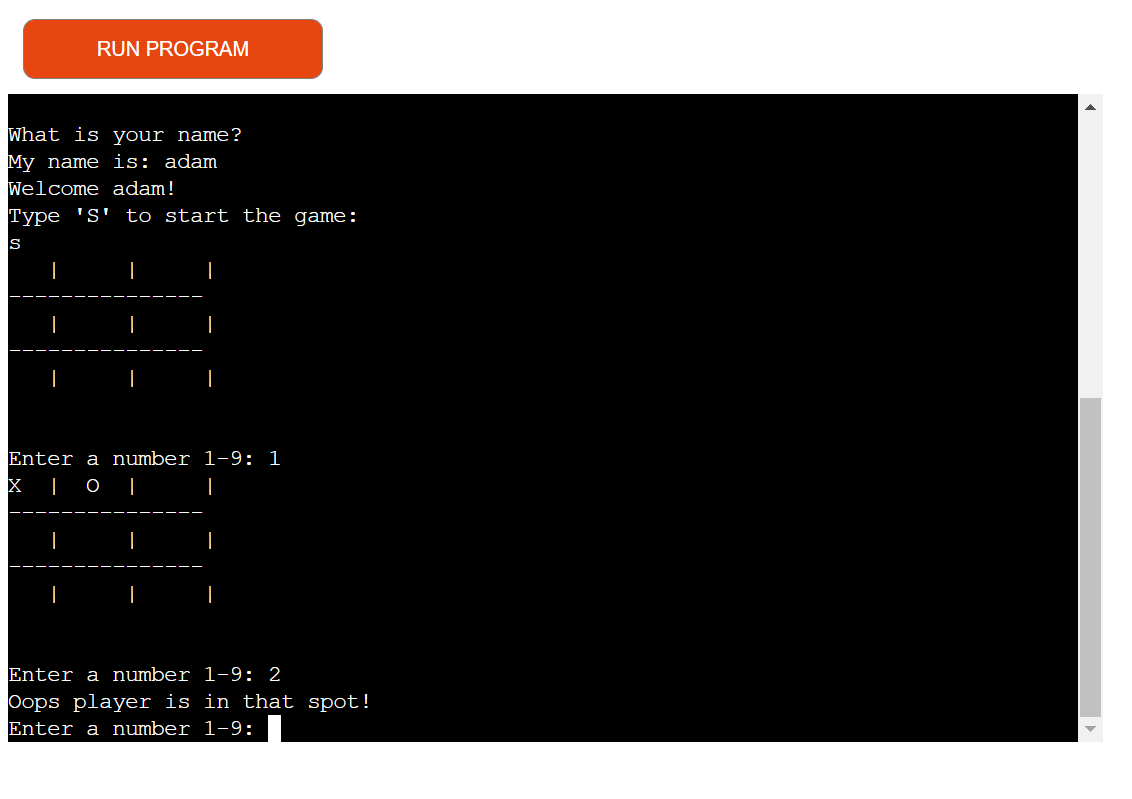 RUN PROGRAM
What is your name?
My name is: adam
Welcome adam!
Type 'S' to start the game:
s
   |     |     |
---------------
   |     |     |
---------------
   |     |     |
Enter a number 1-9: 1
X  |  O  |     |
---------------
   |     |     |
---------------
   |     |     |
Enter a number 1-9: 2
Oops player is in that spot!
Enter a number 1-9: